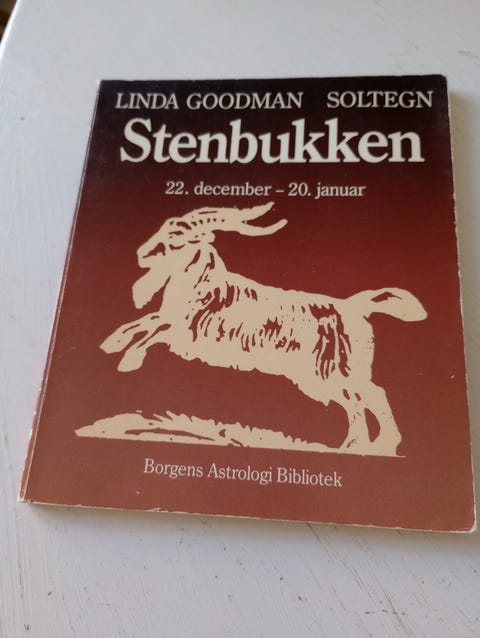 LINDA GOODMAN SOLTEGN
Stenbukken
22. december – 20. januar
Borgens Astrologi Bibliotek